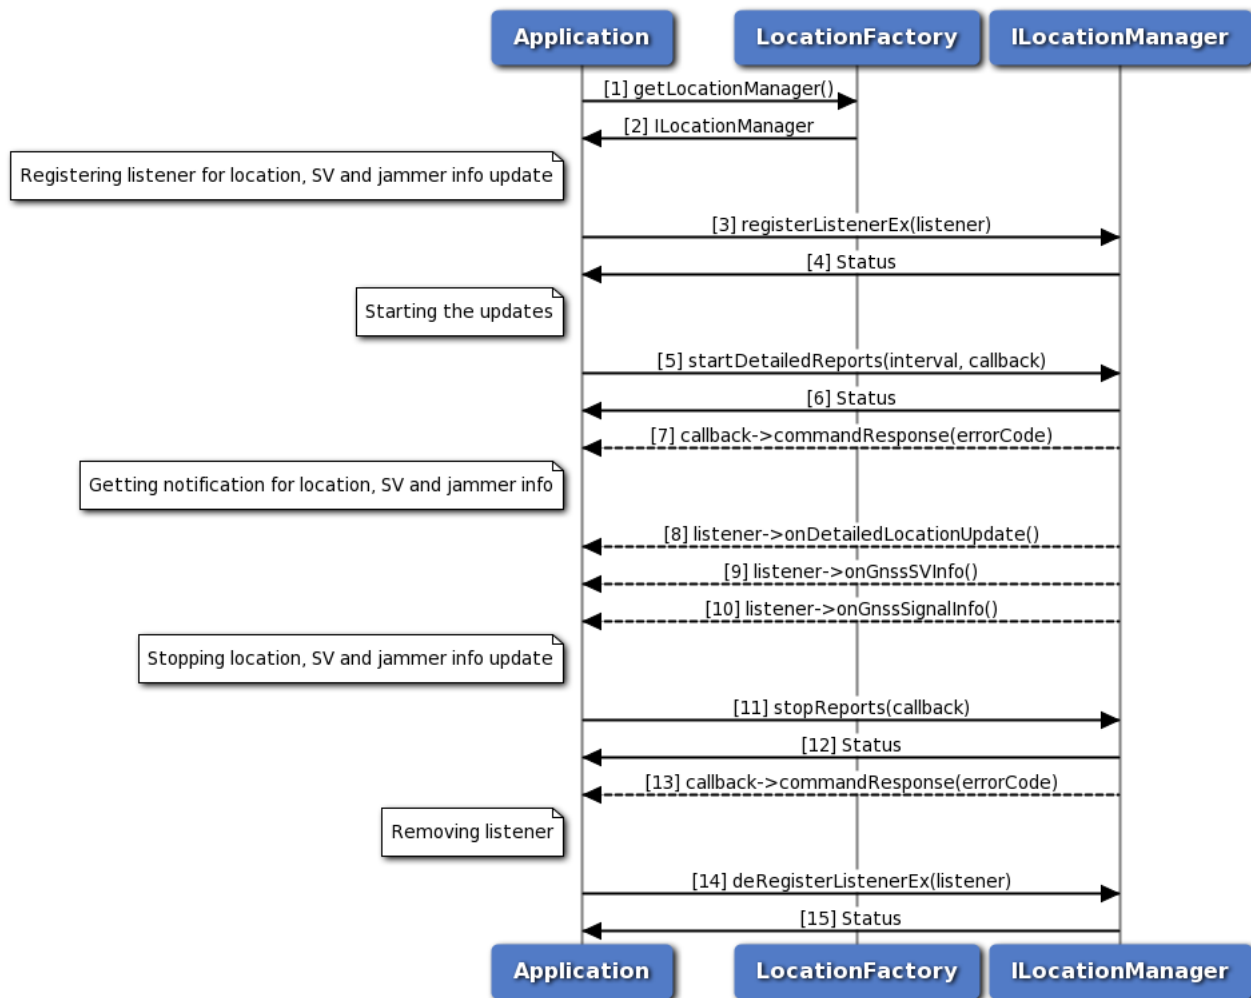 Application LocationFactory ILocationManager
[1] getLocationManager()
[2] ILocationManager
Registering listener for location, SV and jammer info update
[3] registerListenerEx(listener)
[4] Status
Starting the updates
[5] startDetailedReports(interval, callback)
[6] Status
[7] callback->commandResponse(errorCode)
Getting notification for location, SV and jammer info
[8] listener->onDetailedLocationUpdate()
[9] listener->onGnssSVInfo()
[10] listener->onGnssSignalInfo()
Stopping location, SV and jammer info update
[11] stopReports(callback)
[12] Status
[13] callback->commandResponse(errorCode)
Removing listener
[14] deRegisterListenerEx(listener)
[15] Status
Application LocationFactory ILocationManager